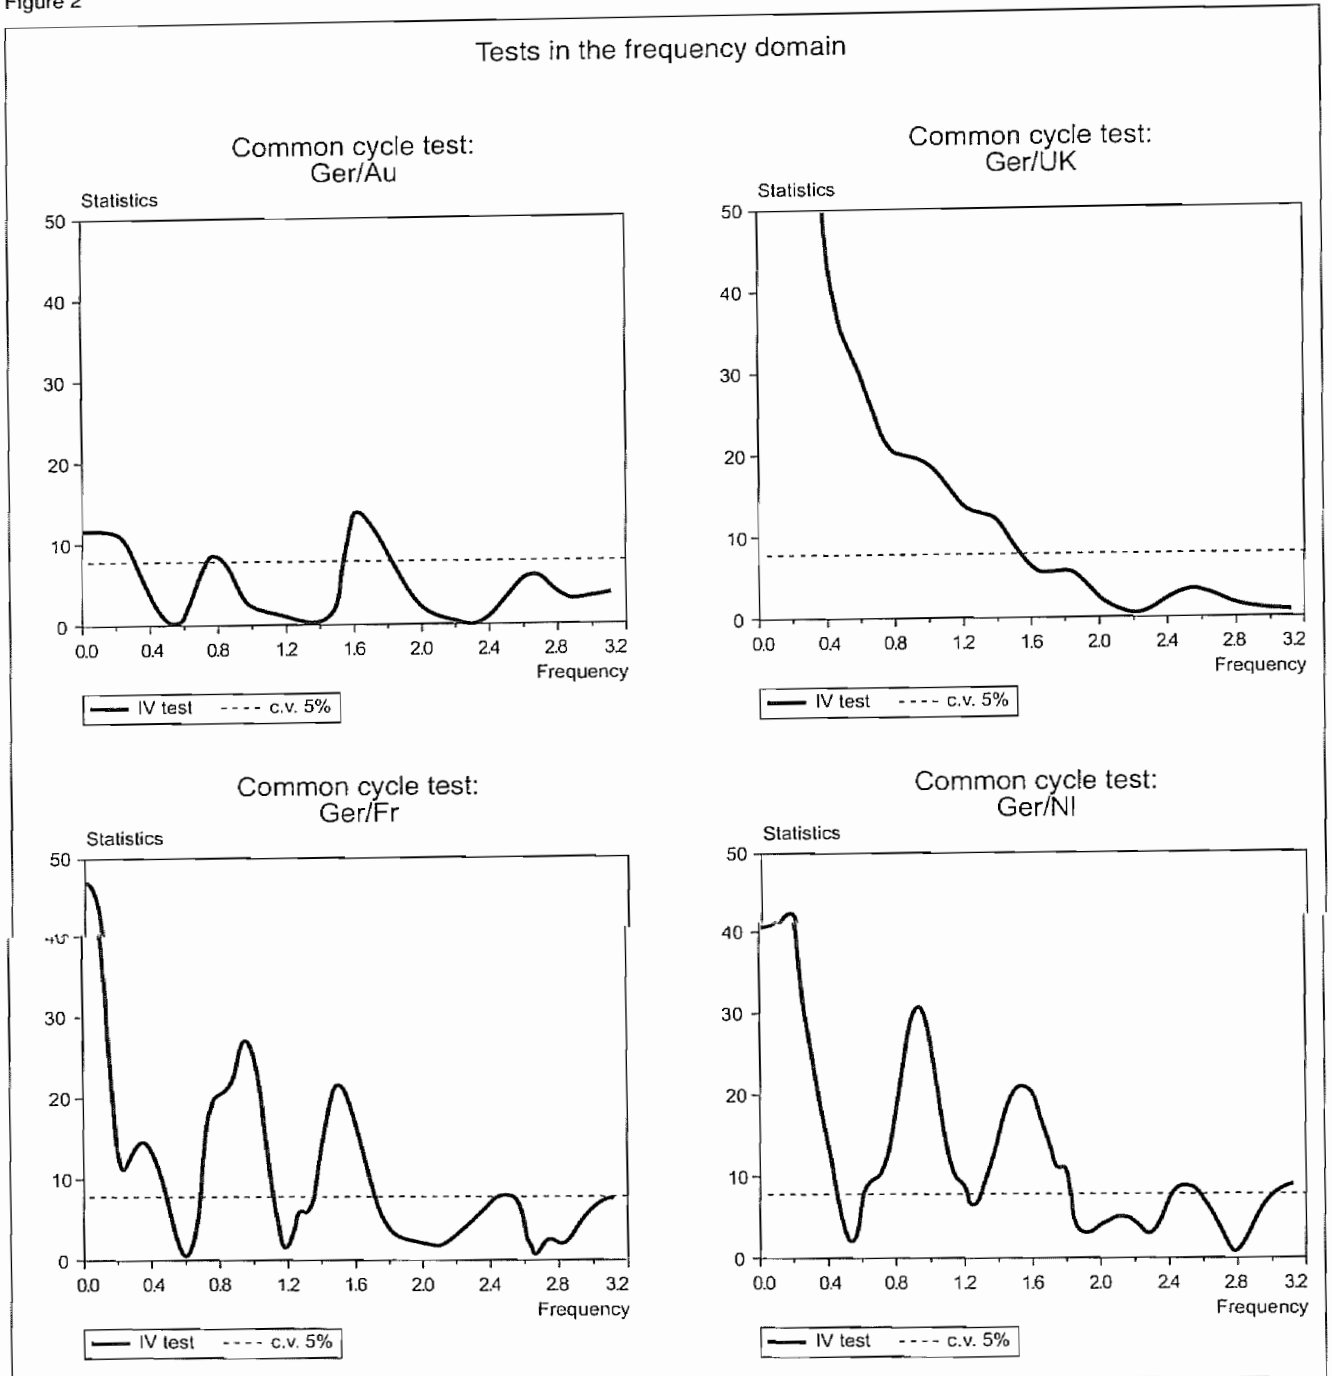 Figure 2
Tests in the frequency domain
Common cycle test:
Ger/Au
Statistics
50
40
30
20
10
0
0.0 0.4 0.8 1.2 1.6 2.0 2.4 2.8 3.2
Frequency
IV test c.v. 5%
Common cycle test:
Ger/UK
Statistics
50
40
30
20
10
0
0.0 0.4 0.8 1.2 1.6 2.0 2.4 2.8 3.2
Frequency
IV test c.v. 5%
Common cycle test:
Ger/Fr
Statistics
50
30
20
10
0
0.0 0.4 0.8 1.2 1.6 2.0 2.4 2.8 3.2
Frequency
IV test c.v. 5%
Common cycle test:
Ger/Nl
Statistics
50
40
30
20
10
0
0.0 0.4 0.8 1.2 1.6 2.0 2.4 2.8 3.2
Frequency
IV test c.v. 5%